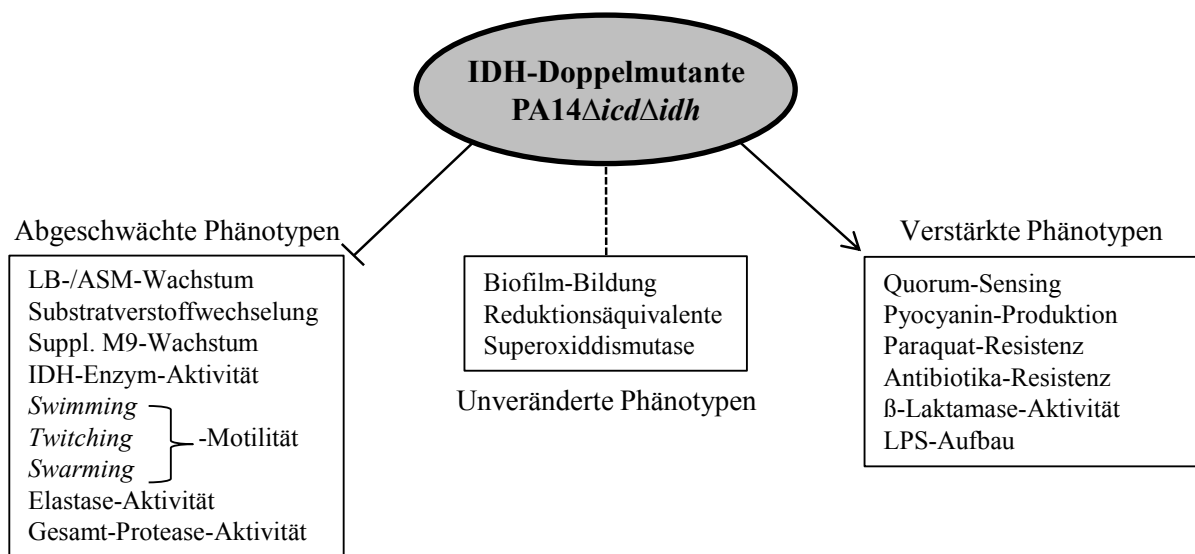 IDH-Doppelmutante
PA14ΔicdΔidh
Abgeschwächte Phänotypen
LB-/ASM-Wachstum
Substratverstoffwechselung
Suppl. M9-Wachstum
IDH-Enzym-Aktivität
Swimming
Twitching -Motilität
Swarming
Elastase-Aktivität
Gesamt-Protease-Aktivität
Biofilm-Bildung
Reduktionsäquivalente
Superoxiddismutase
Unveränderte Phänotypen
Verstärkte Phänotypen
Quorum-Sensing
Pyocyanin-Produktion
Paraquat-Resistenz
Antibiotika-Resistenz
ß-Laktamase-Aktivität
LPS-Aufbau